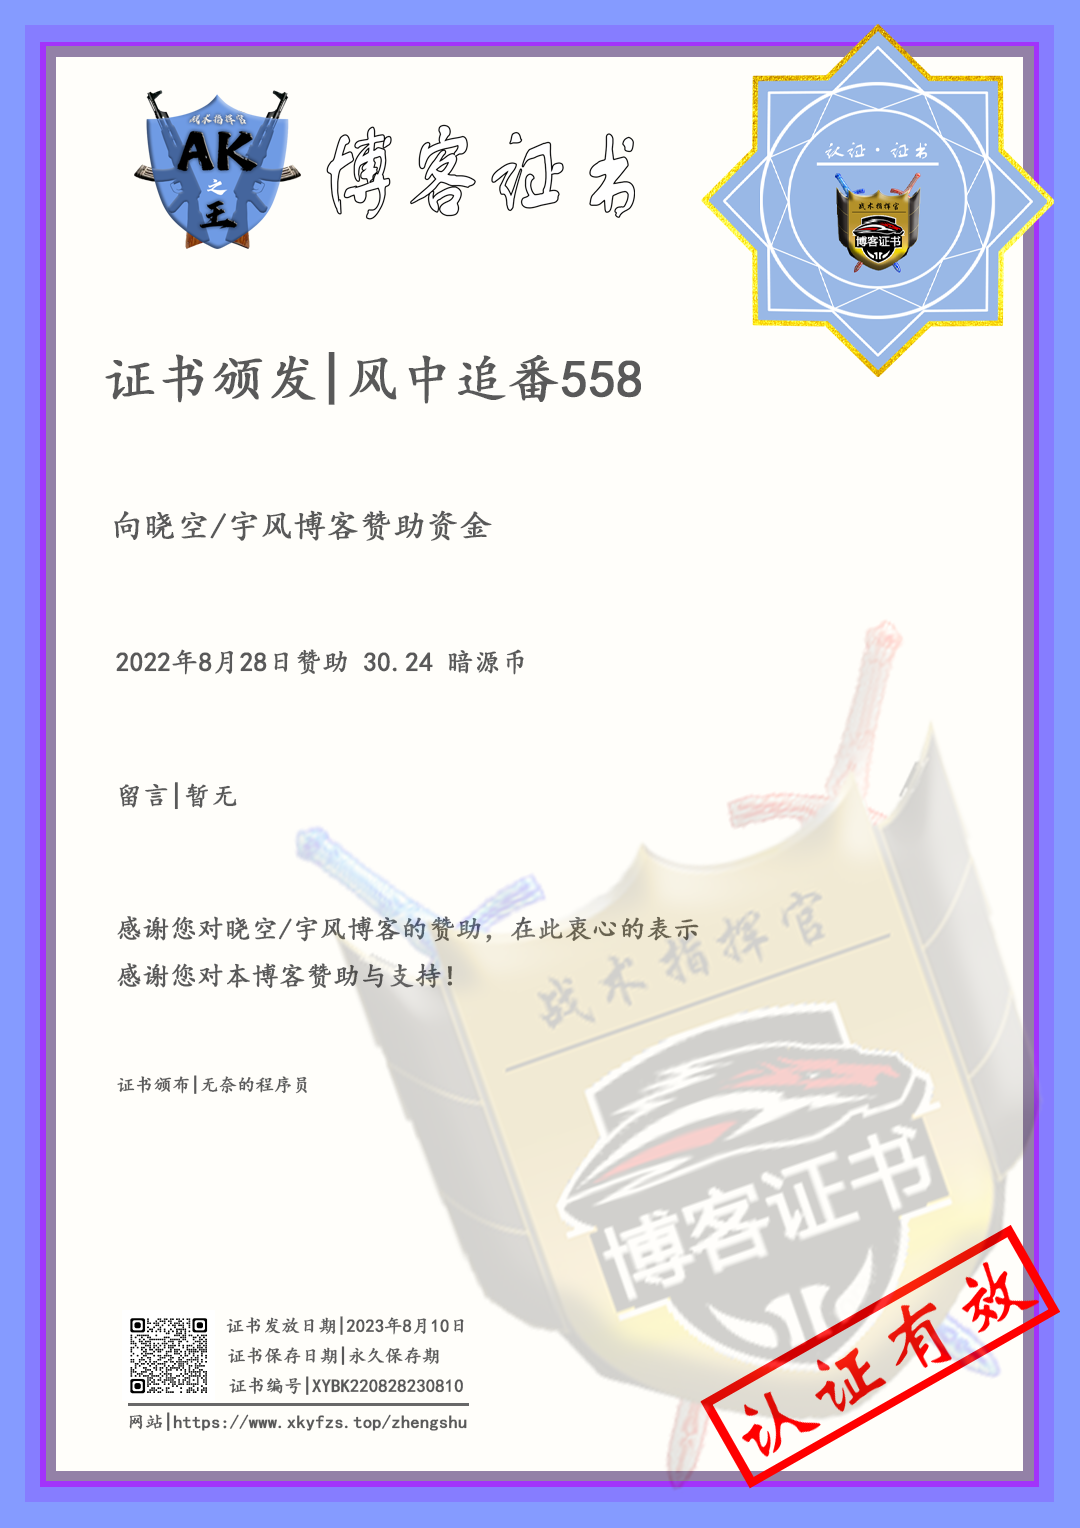 战术指挥官
AK
之
王
博客证书
认证·证书
战术指挥官
博客证书
证书颁发|风中追番558
向晓空/宇风博客赞助资金
2022年8月28日赞助 30.24 暗源币
留言|暂无
感谢您对晓空/宇风博客的赞助，在此衷心的表示
感谢您对本博客赞助与支持！
战术指挥官
博客证书
证书颁布|无奈的程序员
认证有效
证书发放日期|2023年8月10日
证书保存日期|永久保存期
证书编号|XYBK220828230810
网站|https://www.xkyfzs.top/zhengshu